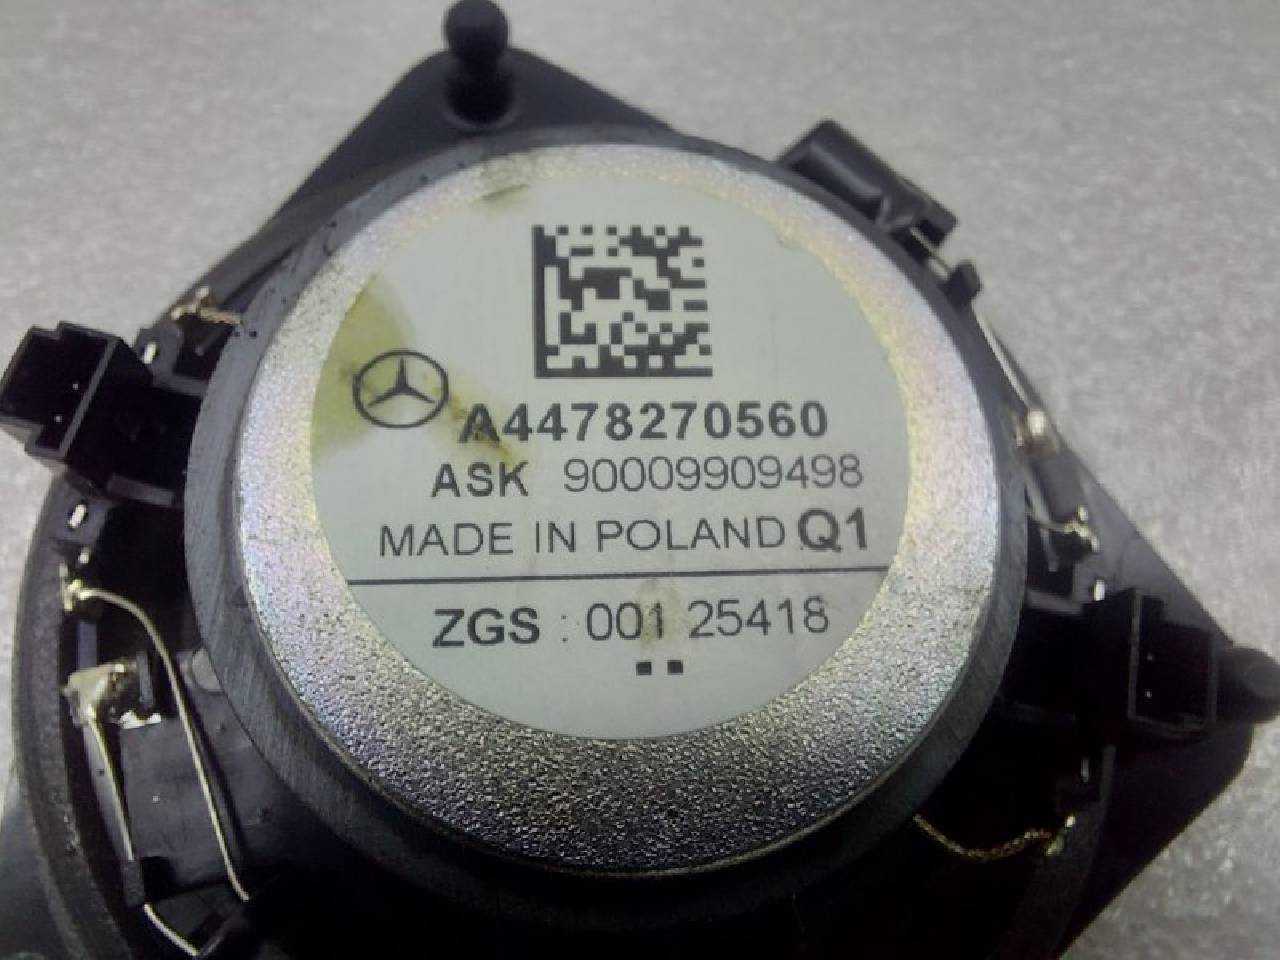 A4478270560
ASK 90009909498
MADE IN POLAND Q1
ZGS : 001 25418